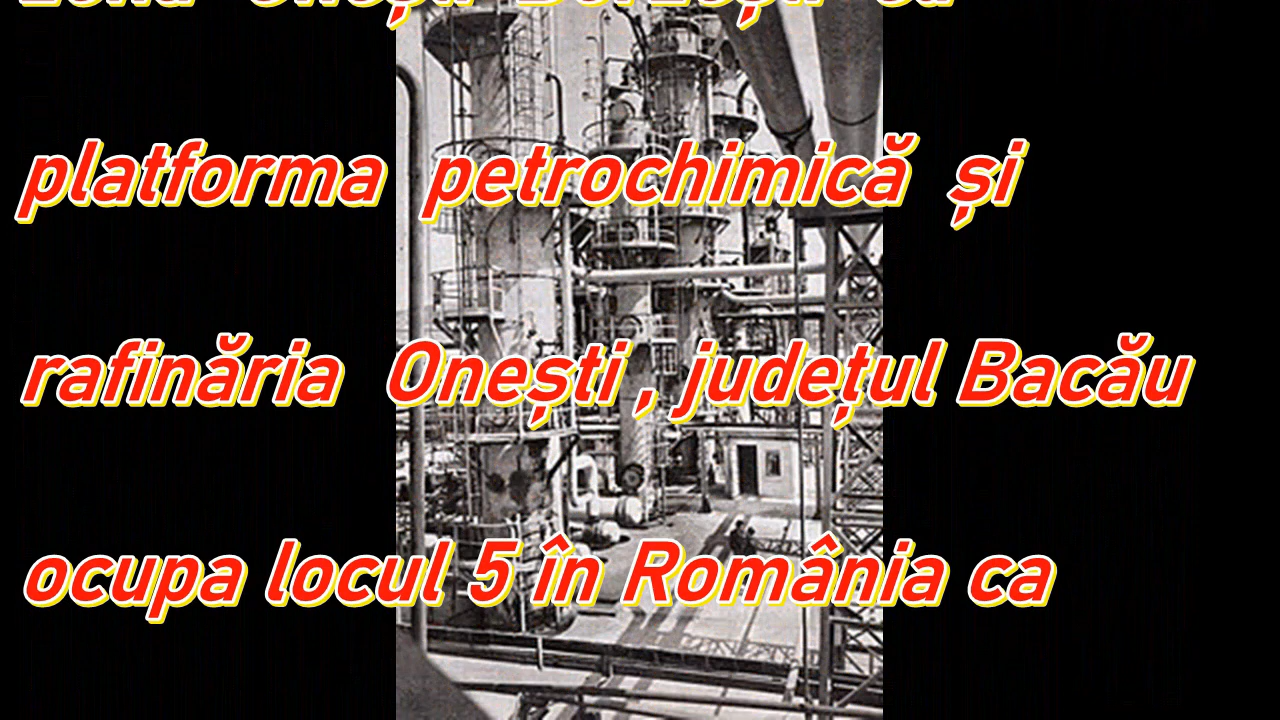 platforma petrochimică și
rafinăria Onești , județul Bacău
ocupa locul 5 în România ca